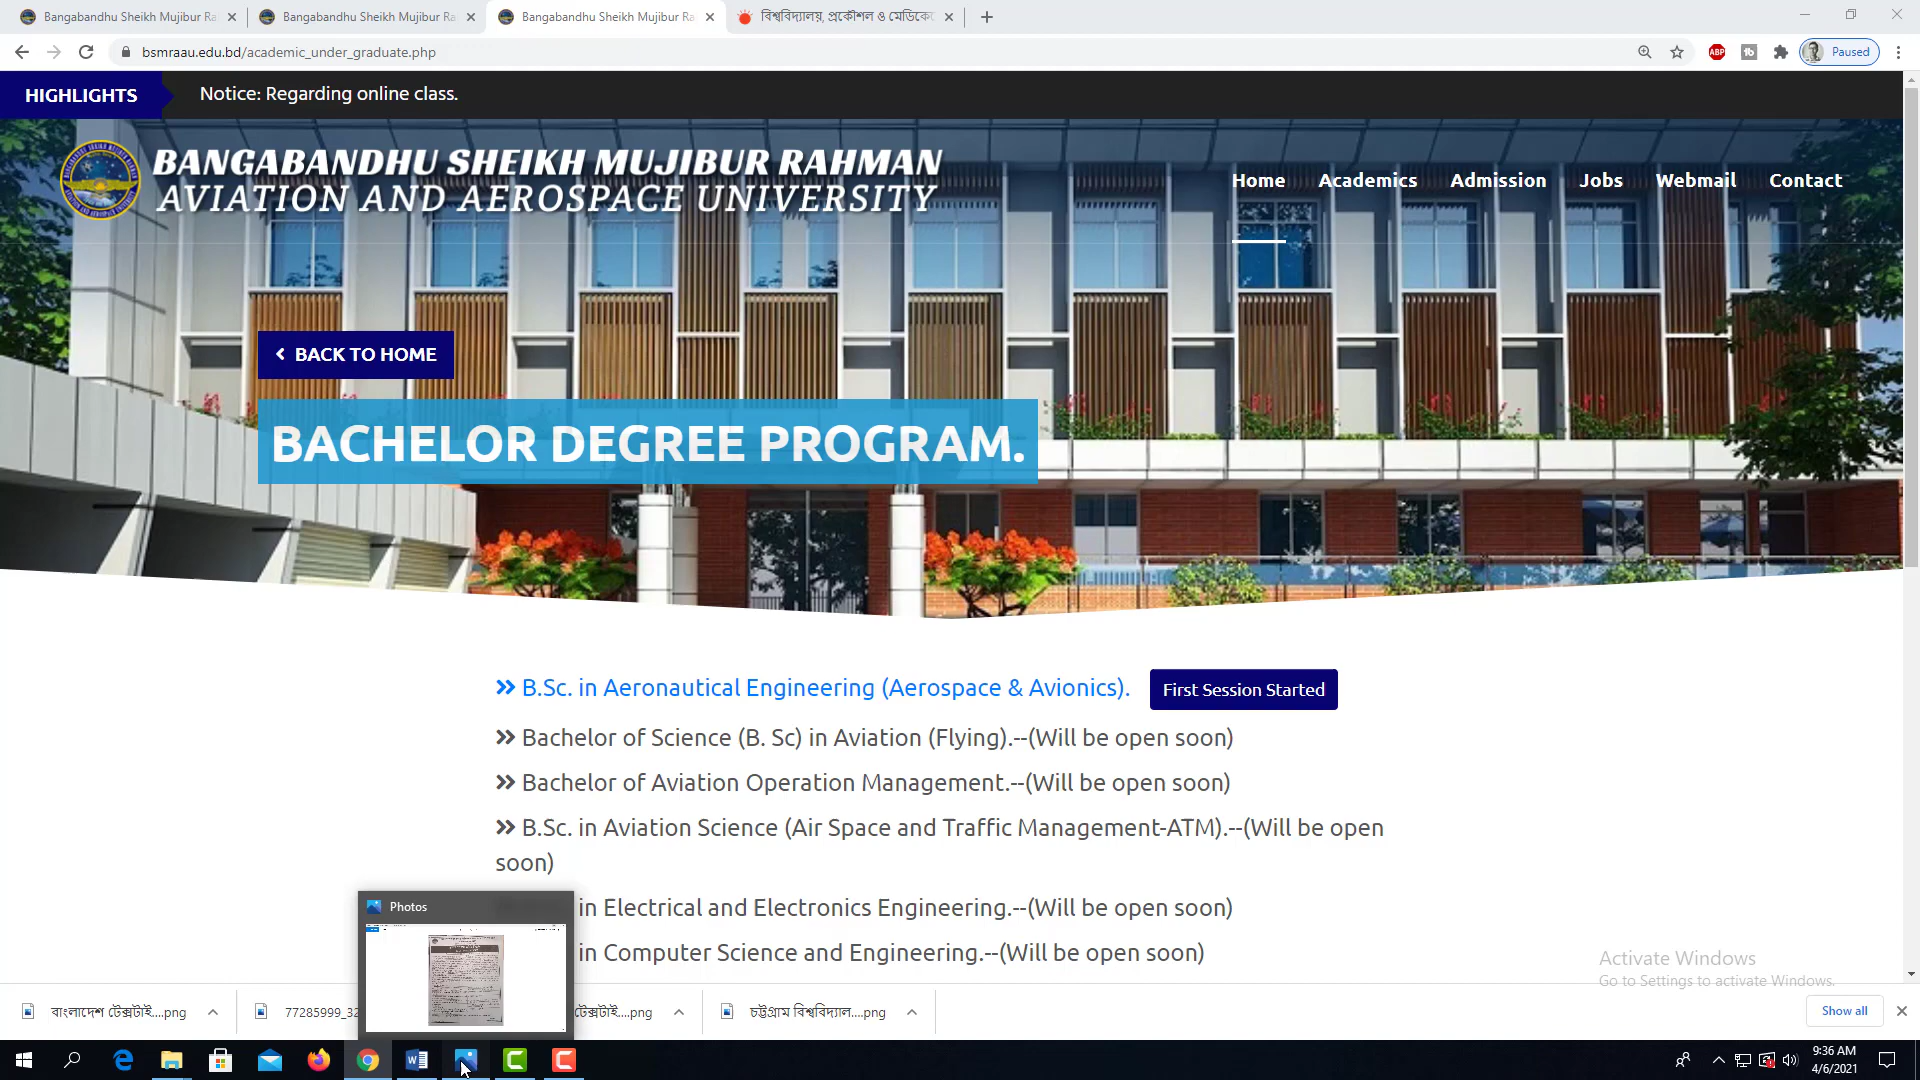 Bangabandhu Sheikh Mujibur Ra
Bangabandhu Sheikh Mujibur Ra
Bangabandhu Sheikh Mujibur Ra
বিশ্ববিদ্যালয়, প্রকৌশল ও মেডিকে
bsmraau.edu.bd/academic_under_graduate.php
ABP
Paused
HIGHLIGHTS
Notice: Regarding online class.
BANGABANDHU SHEIKH MUJIBUR RAHMAN
AVIATION AND AEROSPACE UNIVERSITY
Home Academics Admission Jobs Webmail Contact
BACK TO HOME
BACHELOR DEGREE PROGRAM.
B.Sc. in Aeronautical Engineering (Aerospace & Avionics). First Session Started
Bachelor of Science (B. Sc) in Aviation (Flying).--(Will be open soon)
Bachelor of Aviation Operation Management.--(Will be open soon)
B.Sc. in Aviation Science (Air Space and Traffic Management-ATM).--(Will be open
soon)
in Electrical and Electronics Engineering.--(Will be open soon)
in Computer Science and Engineering.--(Will be open soon)
Photos
Activate Windows
Go to Settings to activate Windows.
বাংলাদেশ টেক্সটাই....png
77285999_32
টেক্সটাই....png
চট্টগ্রাম বিশ্ববিদ্যাল....png
Show all
9:36 AM
4/6/2021